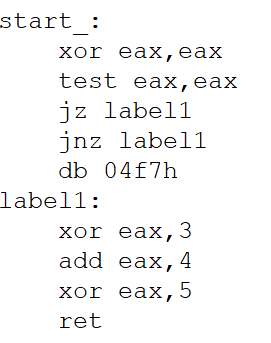 start_:
xor eax,eax
test eax,eax
jz label1
jnz label1
db 04f7h
label1:
xor eax,3
add eax,4
xor eax,5
ret